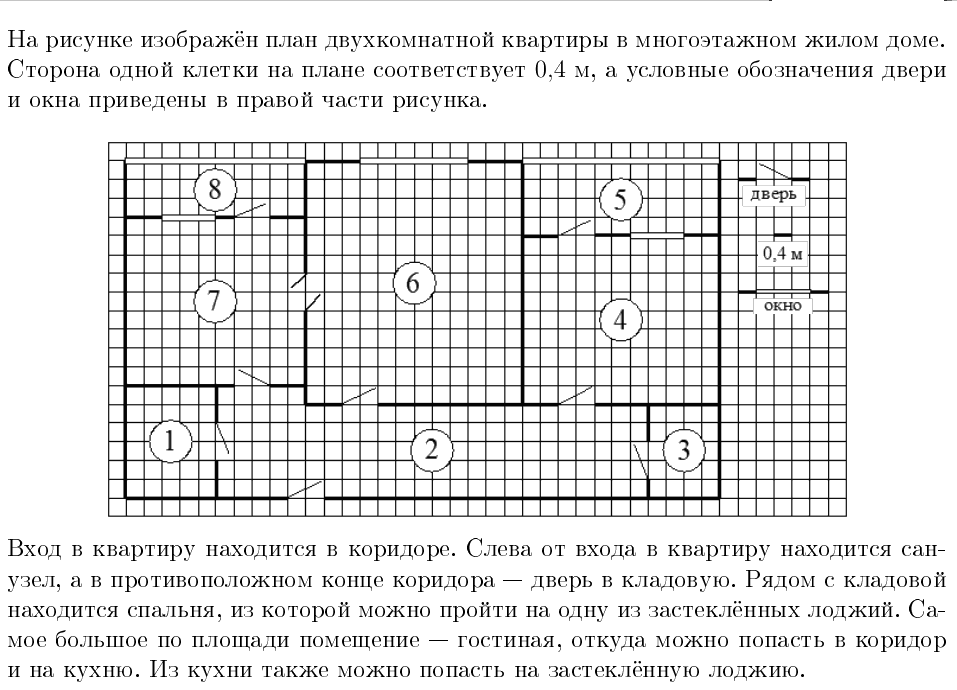 На рисунке изображён план двухкомнатной квартиры в многоэтажном жилом доме.
Сторона одной клетки на плане соответствует 0,4 м, а условные обозначения двери
и окна приведены в правой части рисунка.
8
5
дверь
0,4 м
6
7
окно
4
1
2
3
Вход в квартиру находится в коридоре. Слева от входа в квартиру находится сан-
узел, а в противоположном конце коридора — дверь в кладовую. Рядом с кладовой
находится спальня, из которой можно пройти на одну из застеклённых лоджий. Са-
мое большое по площади помещение — гостиная, откуда можно попасть в коридор
и на кухню. Из кухни также можно попасть на застеклённую лоджию.